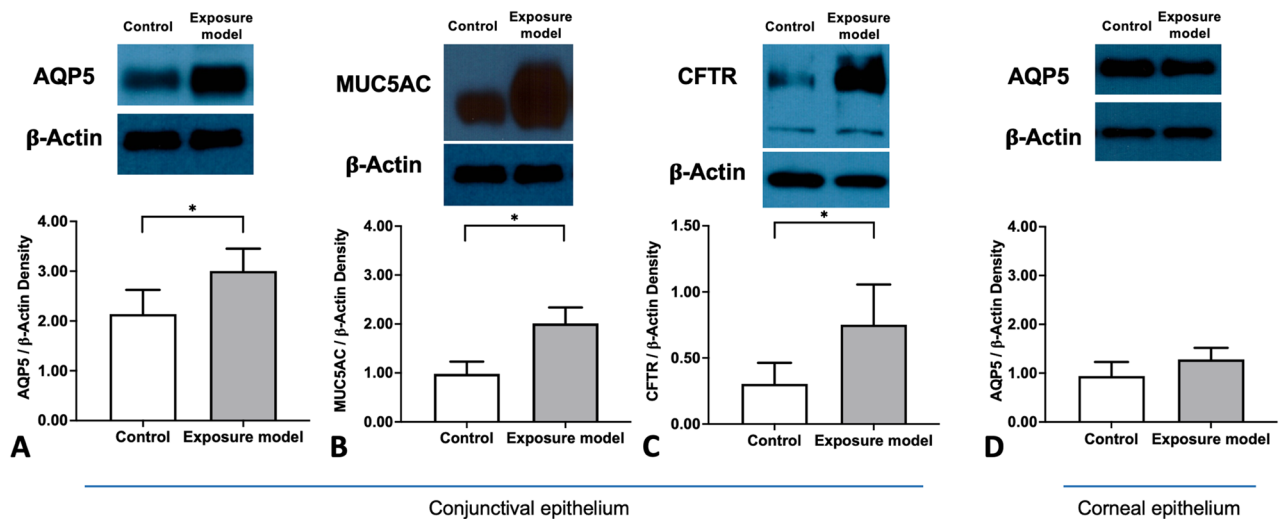 Control Exposure model
AQP5
β-Actin
*
4.00
3.00
2.00
1.00
0.00
AQP5 / β-Actin Density
Control Exposure model
A
Control Exposure model
MUC5AC
β-Actin
*
4.00
3.00
2.00
1.00
0.00
MUC5AC / β-Actin Density
Control Exposure model
B
Control Exposure model
CFTR
β-Actin
*
1.50
1.00
0.50
0.00
CFTR / β-Actin Density
Control Exposure model
C
Control Exposure model
AQP5
β-Actin
4.00
3.00
2.00
1.00
0.00
AQP5 / β-Actin Density
Control Exposure model
D
Conjunctival epithelium
Corneal epithelium